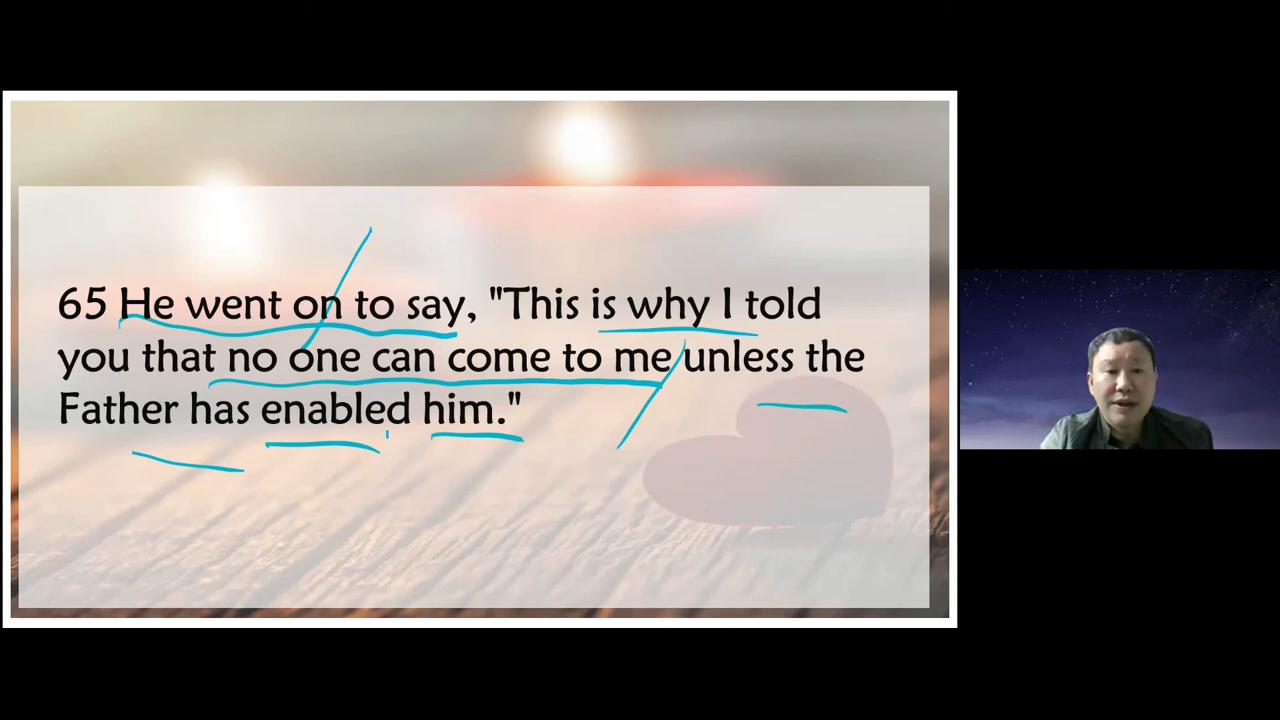 65 He went on to say, "This is why I told
you that no one can come to me unless the
Father has enabled him."